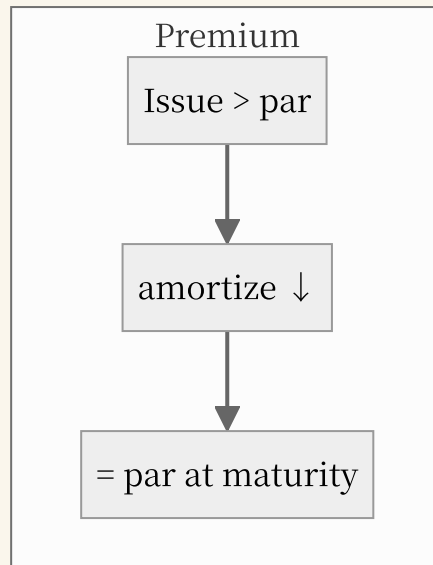 Premium
Issue > par
amortize ↓
= par at maturity